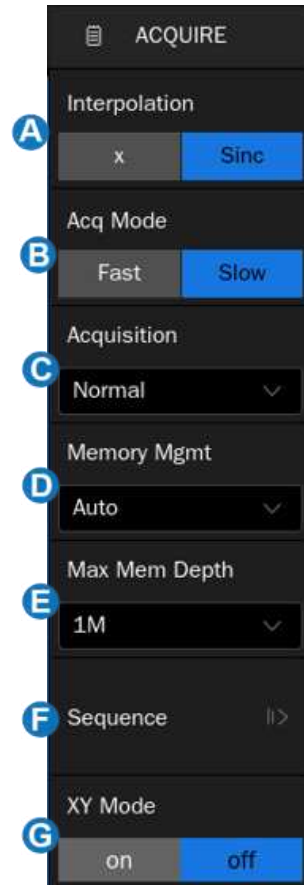 ACQUIRE
Interpolation
A
x Sinc
Acq Mode
B
Fast Slow
Acquisition
C
Normal
Memory Mgmt
D
Auto
Max Mem Depth
E
1M
F Sequence
XY Mode
G
on off